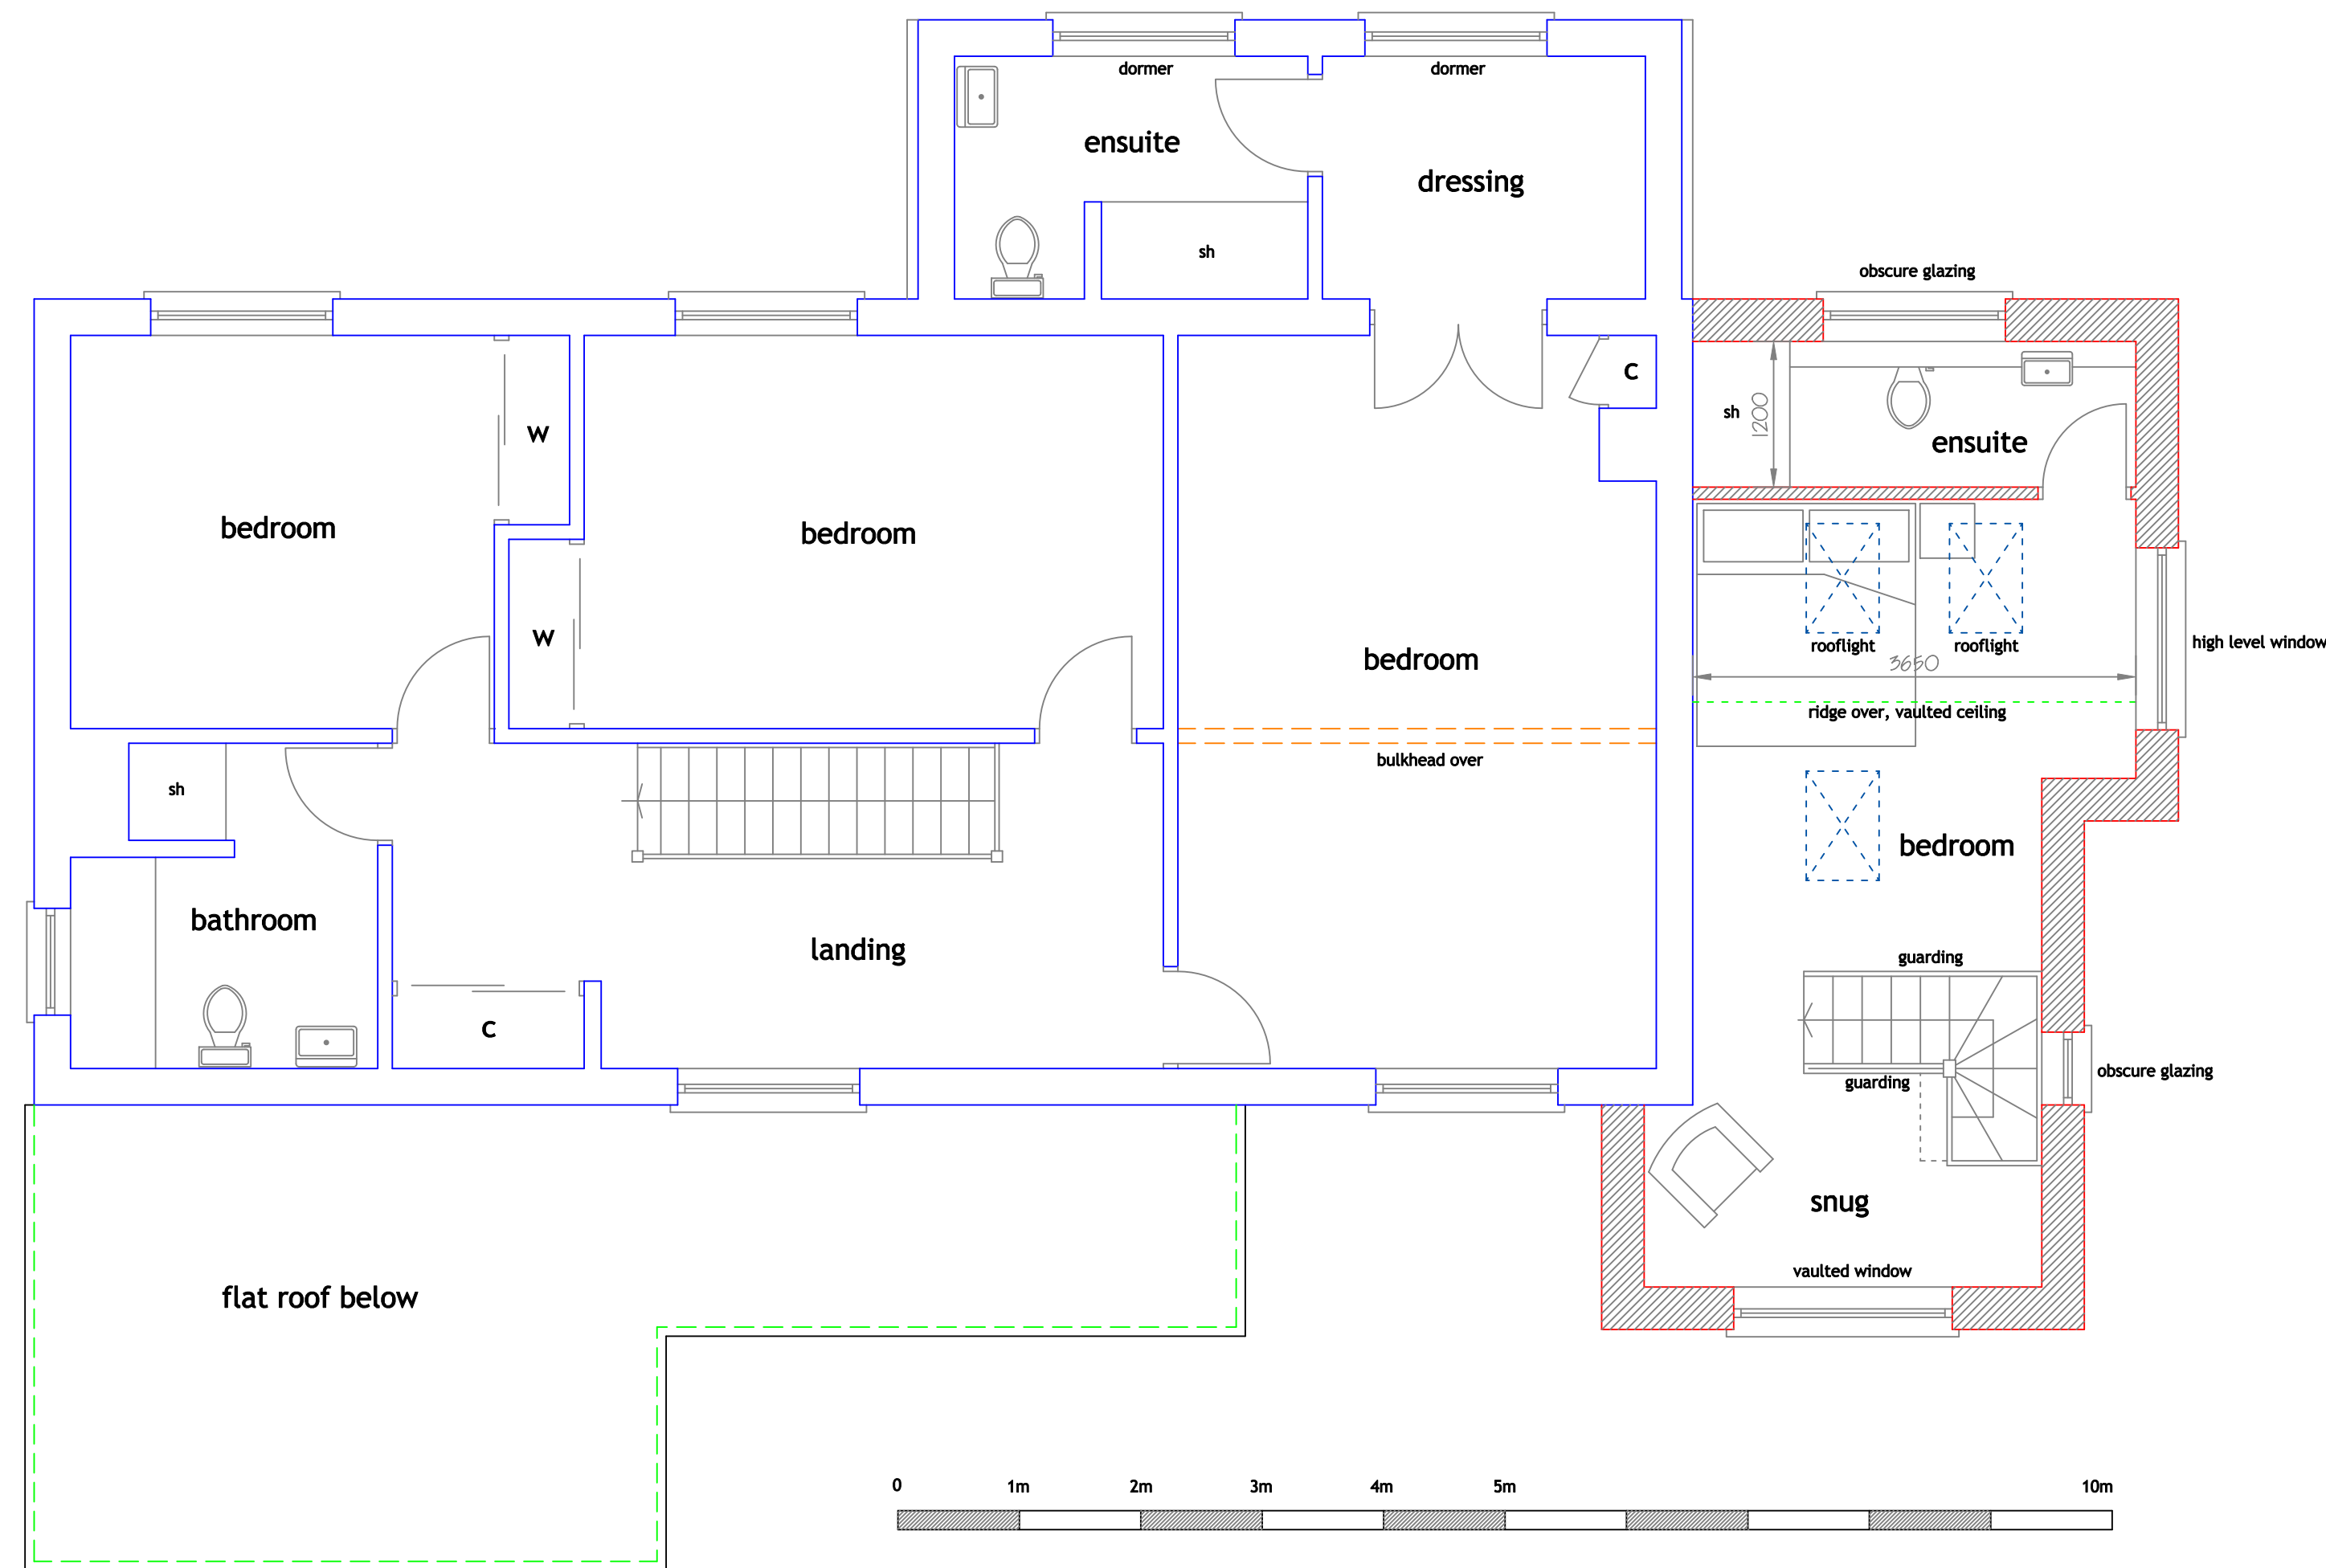 dormer
dormer
ensuite
dressing
sh
obscure glazing
C
W
sh
1200
ensuite
bedroom
bedroom
W
bedroom
rooflight
rooflight
high level window
3650
ridge over, vaulted ceiling
bulkhead over
sh
bedroom
bathroom
landing
guarding
C
obscure glazing
guarding
snug
vaulted window
flat roof below
0
1m
2m
3m
4m
5m
10m